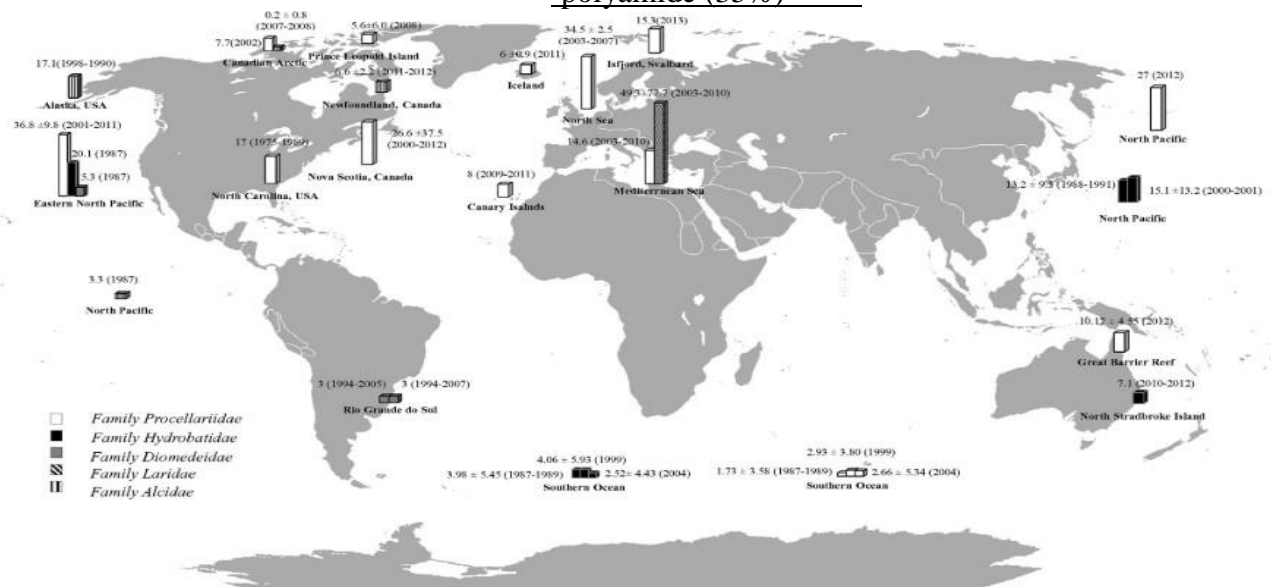 polyamide (35%)
0.2 ± 0.8
(2007-2008)
7.7(2002)
Canadian Arctic
5.6±6.0 (2008)
Prince Leopold Island
34.5 ± 2.5
(2003-2007)
15.3(2013)
Isfjord, Svalbard
17.1(1998-1990)
Alaska, USA
6.6 ± 2.2 (2011-2012)
Newfoundland, Canada
6 ±0.9 (2011)
Iceland
North Sea
49.3±77.7 (2003-2010)
27 (2012)
North Pacific
36.8 ±9.8 (2001-2011)
20.1 (1987)
5.3 (1987)
Eastern North Pacific
17 (1975-1989)
North Carolina, USA
26.6 ±37.5
(2000-2012)
Nova Scotia, Canada
14.6 (2003-2010)
Mediterrnean Sea
8 (2009-2011)
Canary Isalnds
13.2 ± 9.5 (1988-1991)
15.1 ±13.2 (2000-2001)
North Pacific
3.3 (1987)
North Pacific
10.12 ± 4.55 (2012)
Great Barrier Reef
3 (1994-2005)
3 (1994-2007)
Rio Grande do Sol
7.1 (2010-2012)
North Stradbroke Island
Family Procellariidae
Family Hydrobatidae
Family Diomedeidae
Family Laridae
Family Alcidae
4.06 ± 5.93 (1999)
3.98 ± 5.45 (1987-1989)
2.52± 4.43 (2004)
Southern Ocean
2.93 ± 3.80 (1999)
1.73 ± 3.58 (1987-1989)
2.66 ± 5.34 (2004)
Southern Ocean